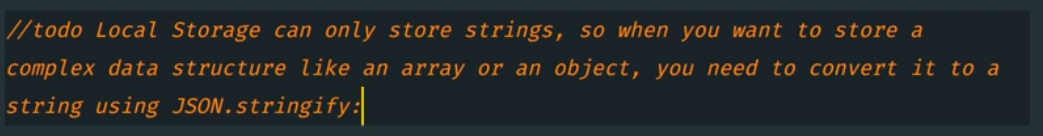 //todo Local Storage can only store strings, so when you want to store a
complex data structure like an array or an object, you need to convert it to a
string using JSON.stringify: